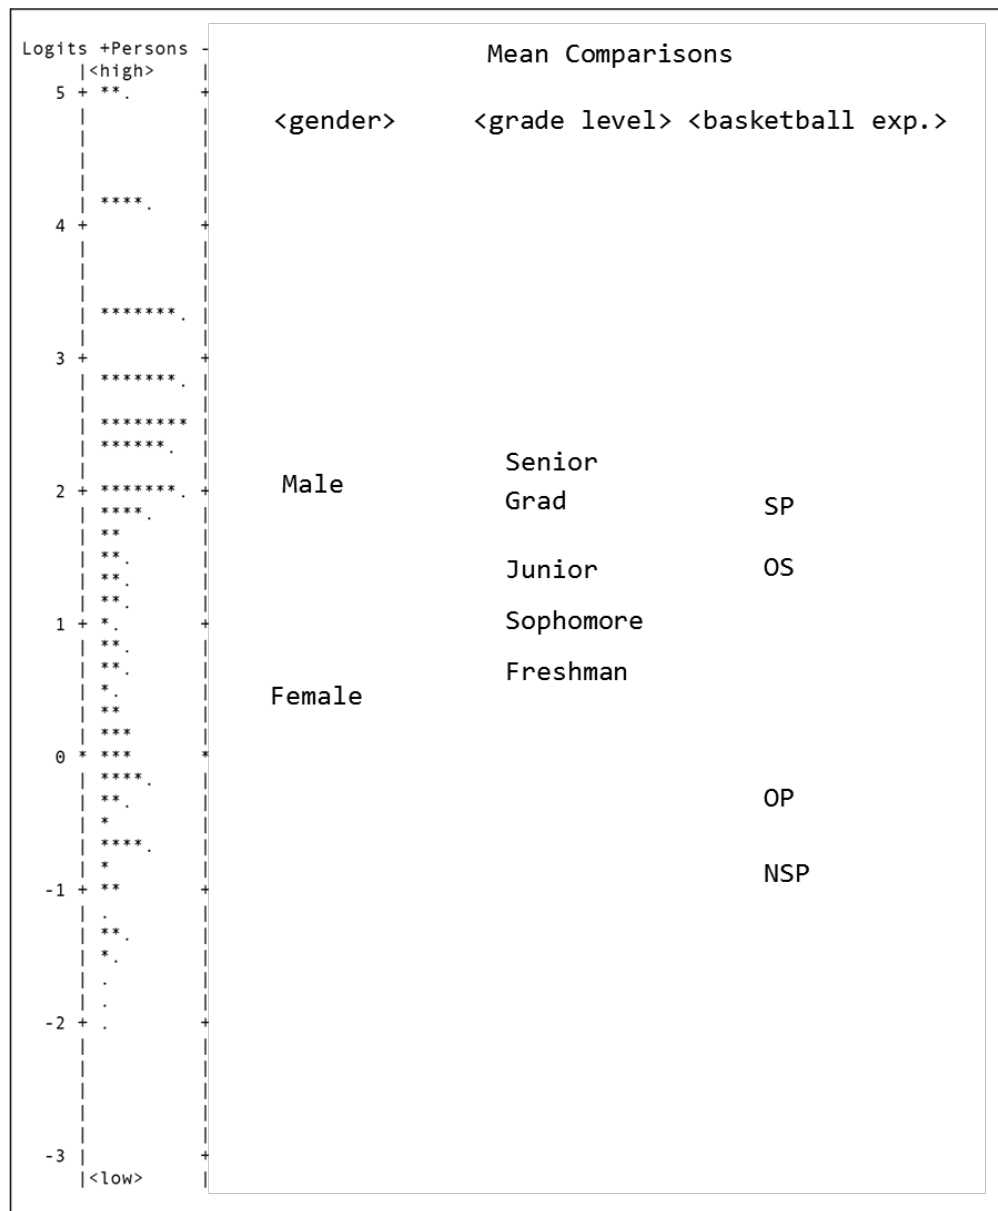 Mean Comparisons
Logits +Persons -
|<high> |
5 + **. +
<gender> <grade level> <basketball exp.>
| ****. |
4 + +
| *******. |
3 + +
| *******. |
| ******** |
| ******. |
Senior
Male
2 + *******. +
Grad
SP
| ****. |
| ** |
| **. |
Junior
OS
| **. |
| **. |
Sophomore
1 + *. +
| **. |
| **. |
Freshman
| *. |
Female
| ** |
| *** |
0 * *** *
| ****. |
| **. |
OP
| * |
| ****. |
| * |
NSP
-1 + ** +
| . |
| **. |
| *. |
| . |
| . |
-2 + . +
-3 | +
|<low> |